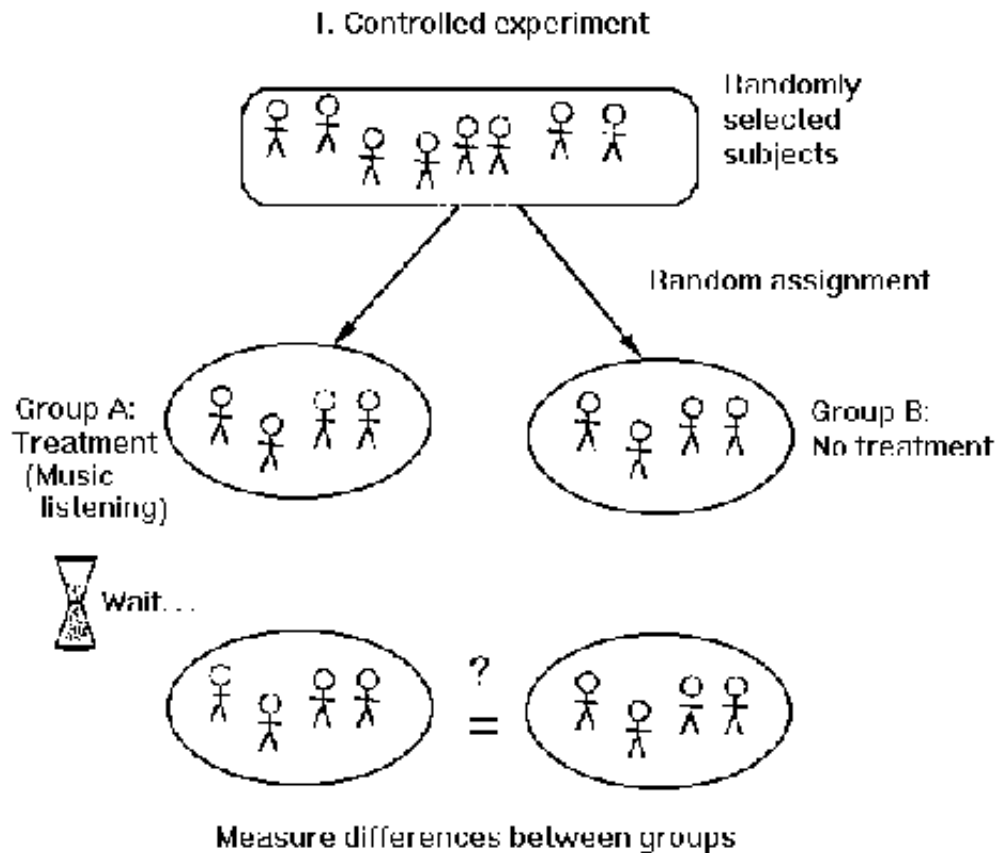 I. Controlled experiment
Randomly
selected
subjects
Random assignment
Group A:
Treatment
(Music
listening)
Group B:
No treatment
Wait...
?
=
Measure differences between groups